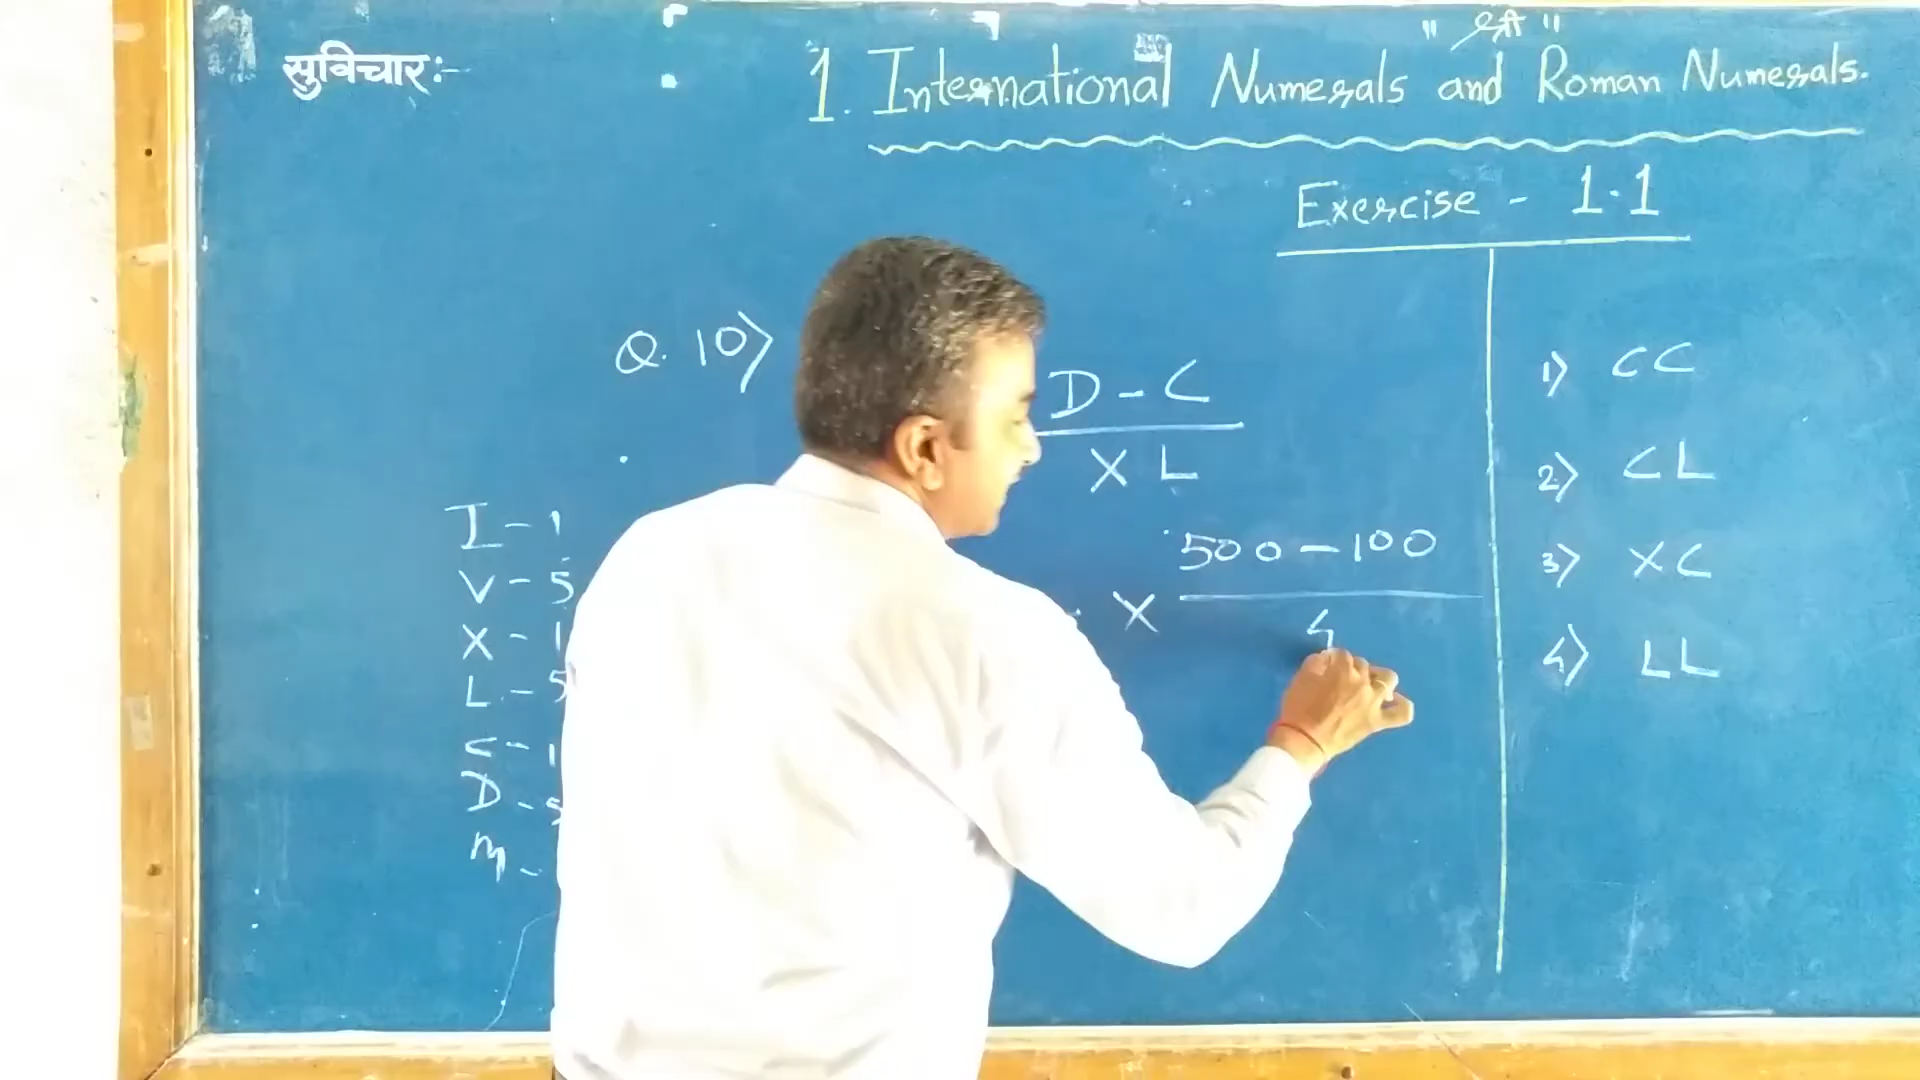 " श्री "
सुविचार:-
1. International Numerals and Roman Numerals.
Exercise - 1.1
Q. 10>
D - C
X L
X 500 - 100
4
I - 1
V - 5
X - 1
L - 5
C - 1
D - 5
M -
1) CC
2) CL
3) XC
4) LL